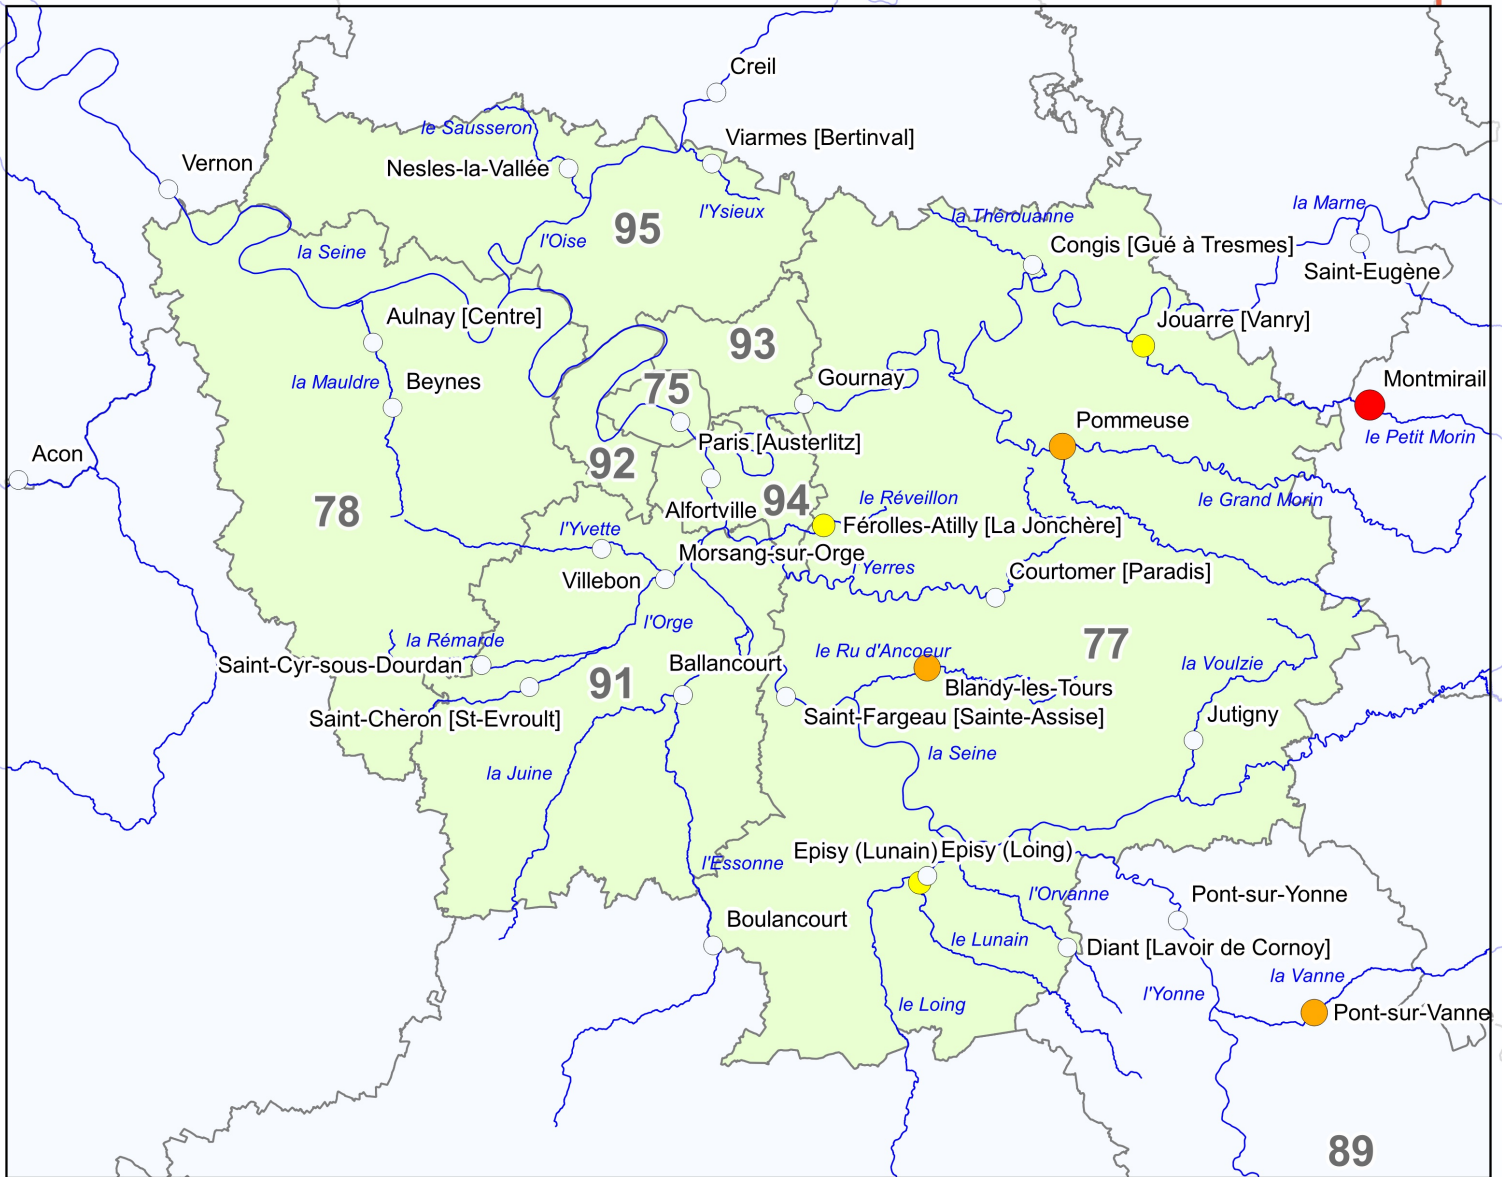 Creil
le Sausseron
Viarmes [Bertinval]
Vernon
Nesles-la-Vallée
l'Ysieux
la Marne
la Thérouanne
95
la Seine
l'Oise
Congis [Gué à Tresmes]
Saint-Eugène
Aulnay [Centre]
Jouarre [Vanry]
93
la Mauldre
Beynes
75
Gournay
Montmirail
Pommeuse
le Petit Morin
Acon
92
Paris [Austerlitz]
78
94
Alfortville
le Réveillon
le Grand Morin
l'Yvette
Férolles-Atilly [La Jonchère]
Morsang-sur-Orge
l'Yerres
Villebon
Courtomer [Paradis]
l'Orge
la Rémarde
le Ru d'Ancoeur
77
Saint-Cyr-sous-Dourdan
91
Ballancourt
la Voulzie
Blandy-les-Tours
Saint-Chéron [St-Evroult]
Saint-Fargeau [Sainte-Assise]
Jutigny
la Juine
la Seine
l'Essonne
Episy (Lunain)
Episy (Loing)
l'Orvanne
Pont-sur-Yonne
Boulancourt
le Lunain
Diant [Lavoir de Cornoy]
la Vanne
l'Yonne
le Loing
Pont-sur-Vanne
89